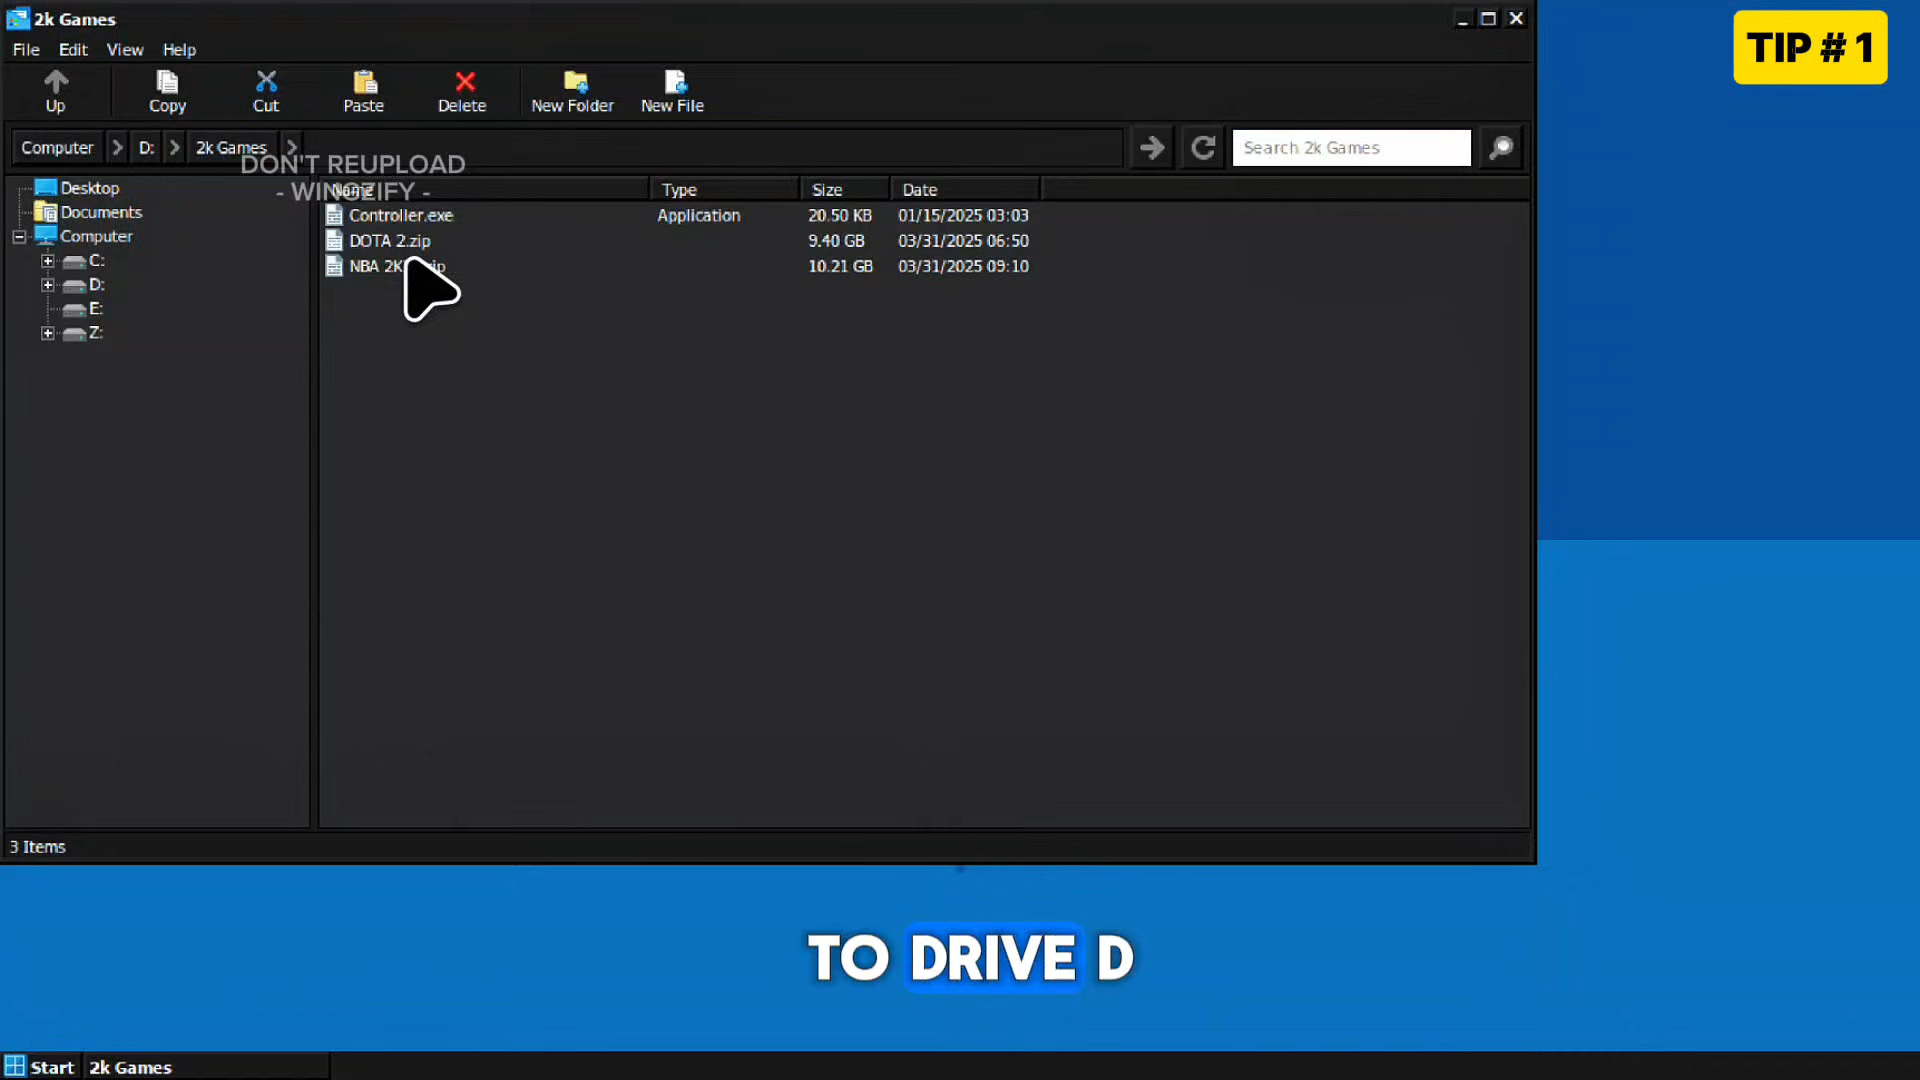 2k Games
TIP # 1
File Edit View Help
Up Copy Cut Paste Delete New Folder New File
Computer D: 2k Games
Search 2k Games
DON'T REUPLOAD
- WINGZIFY -
Name Type Size Date
Desktop
Documents
Computer
C:
D:
E:
Z:
Controller.exe Application 20.50 KB 01/15/2025 03:03
DOTA 2.zip 9.40 GB 03/31/2025 06:50
NBA 10.21 GB 03/31/2025 09:10
3 Items
TO DRIVE D
Start 2k Games